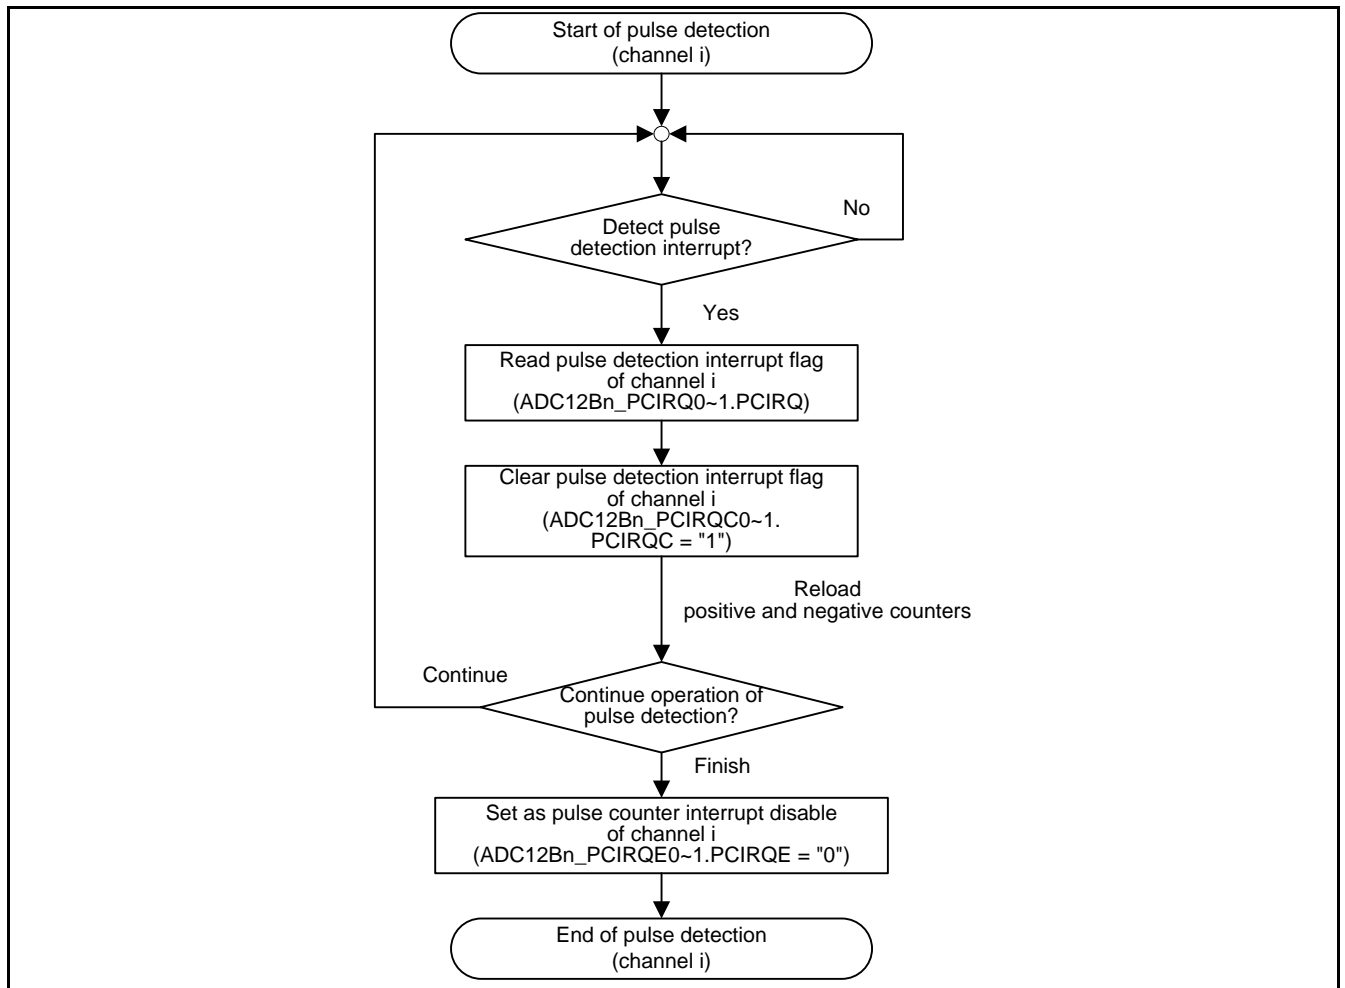 Start of pulse detection
(channel i)
No
Detect pulse
detection interrupt?
Yes
Read pulse detection interrupt flag
of channel i
(ADC12Bn_PCIRQ0~1.PCIRQ)
Clear pulse detection interrupt flag
of channel i
(ADC12Bn_PCIRQC0~1.
PCIRQC = "1")
Reload
positive and negative counters
Continue
Continue operation of
pulse detection?
Finish
Set as pulse counter interrupt disable
of channel i
(ADC12Bn_PCIRQE0~1.PCIRQE = "0")
End of pulse detection
(channel i)